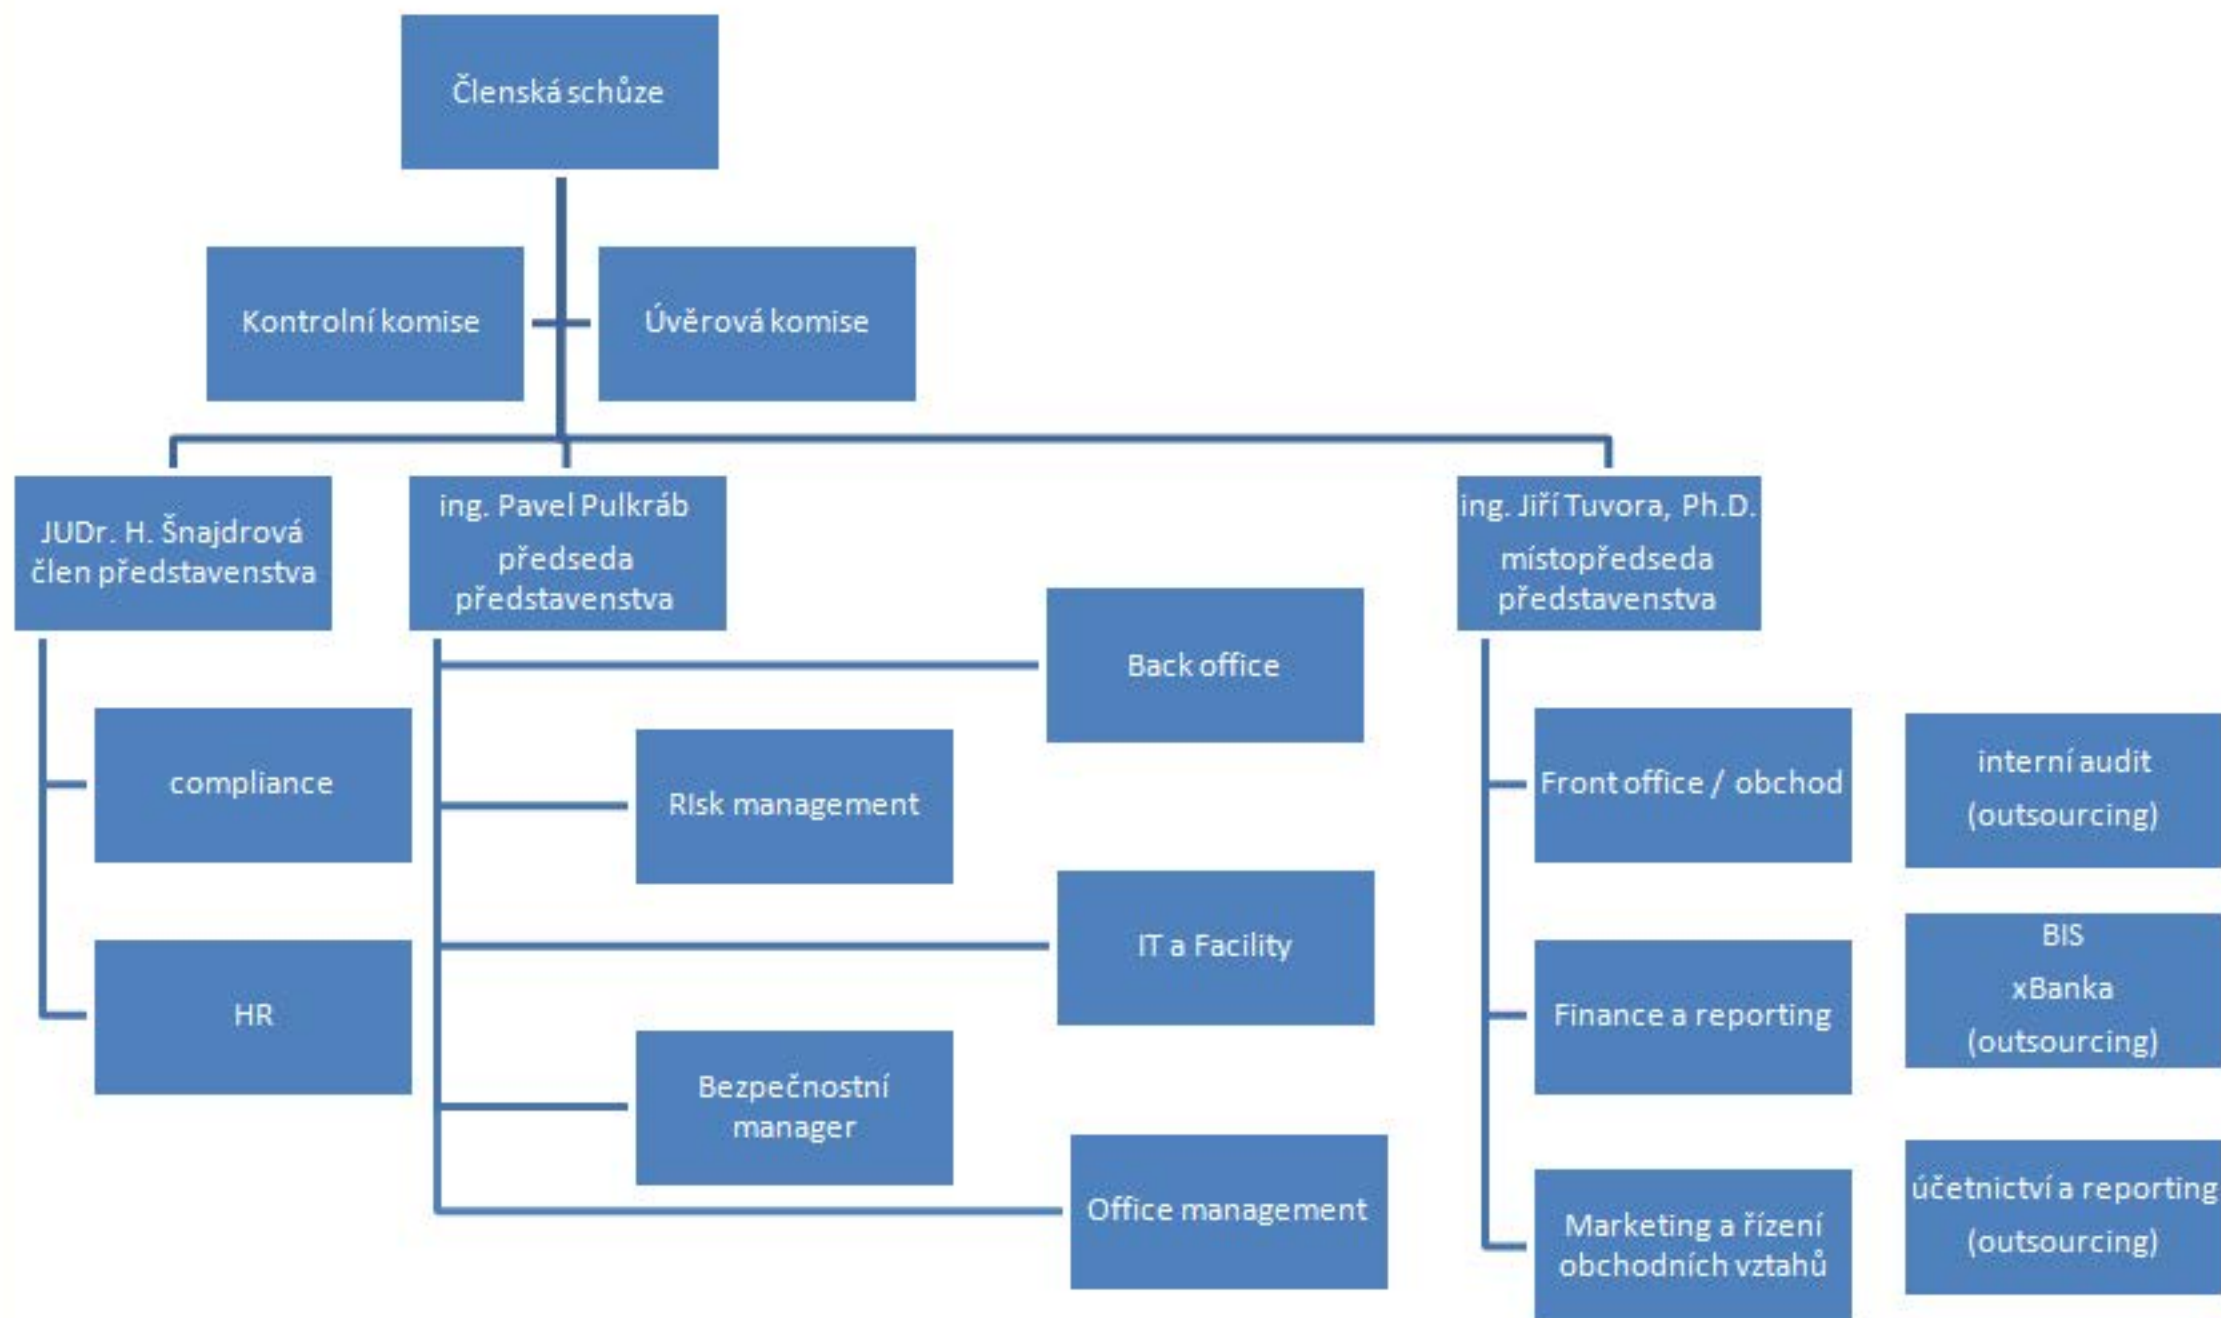 Členská schůze
Kontrolní komise
Úvěrová komise
JUDr. H. Šnajdrová
člen představenstva
ing. Pavel Pulkráb
předseda
představenstva
ing. Jiří Tuvora, Ph.D.
místopředseda
představenstva
Back office
compliance
RIsk management
Front office / obchod
interní audit
(outsourcing)
HR
IT a Facility
Finance a reporting
BIS
xBanka
(outsourcing)
Bezpečnostní
manager
Office management
Marketing a řízení
obchodních vztahů
účetnictví a reporting
(outsourcing)